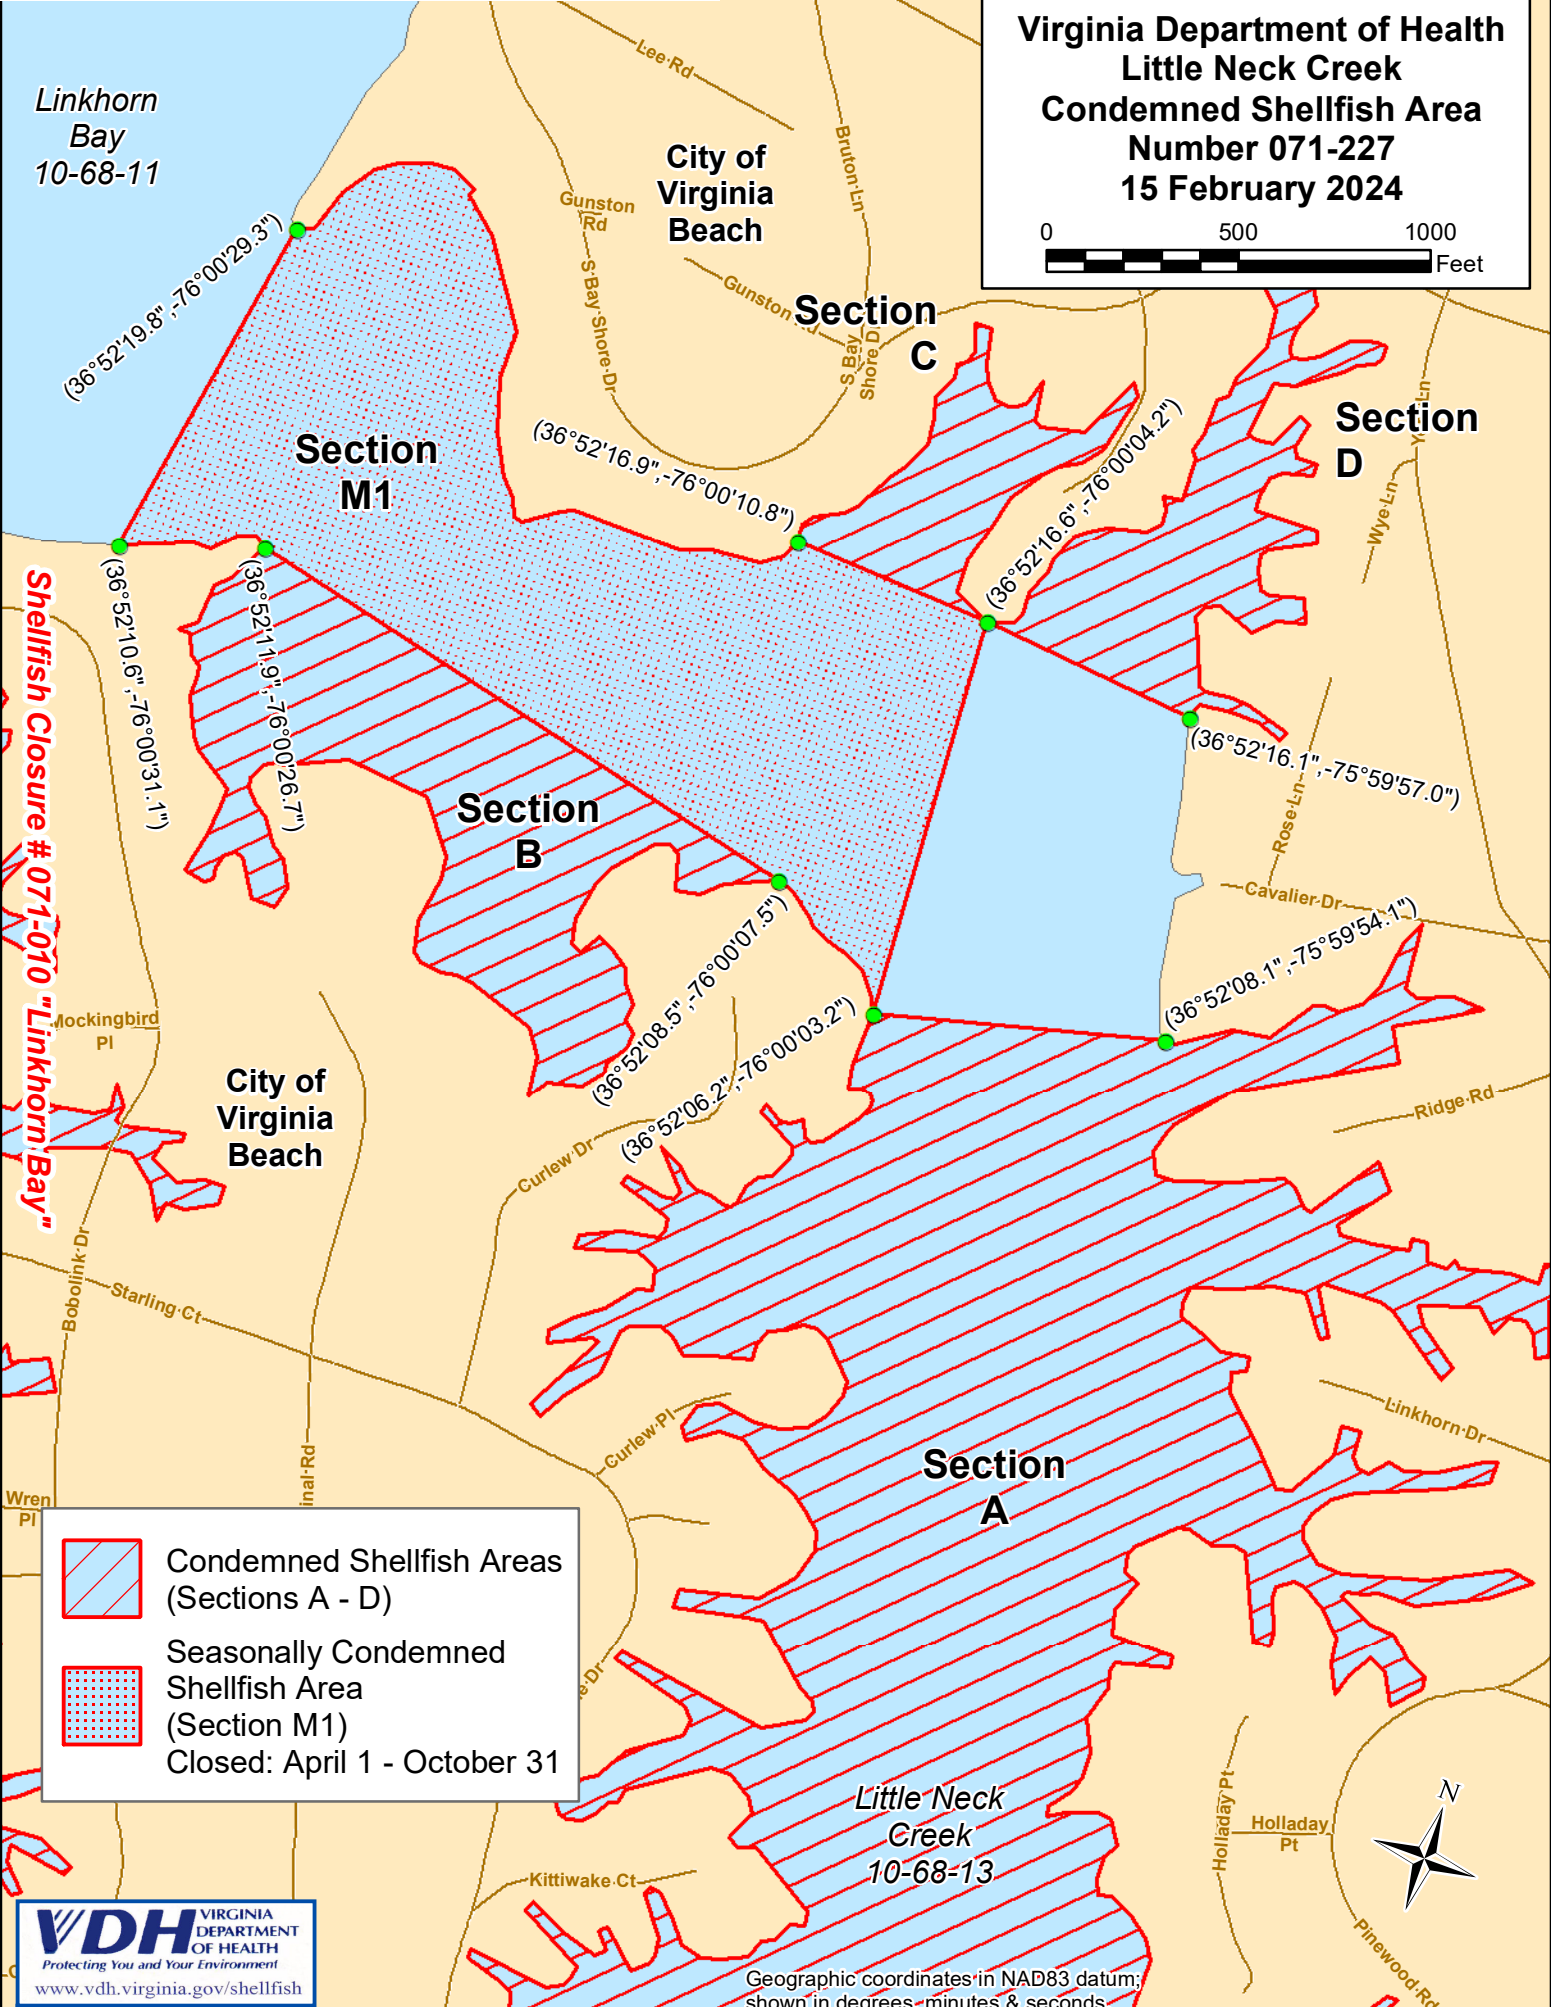 Virginia Department of Health
Little Neck Creek
Condemned Shellfish Area
Number 071-227
15 February 2024
0 500 1000
Feet
Linkhorn
Bay
10-68-11
Lee Rd
Bruton Ln
City of
Virginia
Beach
Gunston
Rd
S Bay Shore Dr
Gunston Rd
S Bay
Shore Dr
Section
C
Section
D
Wye Ln
(36°52'19.8",-76°00'29.3")
Section
M1
(36°52'16.9",-76°00'10.8")
(36°52'16.6",-76°00'04.2")
(36°52'10.6",-76°00'31.1")
(36°52'11.9",-76°00'26.7")
(36°52'16.1",-75°59'57.0")
Rose Ln
Cavalier Dr
Section
B
(36°52'08.5",-76°00'07.5")
(36°52'06.2",-76°00'03.2")
(36°52'08.1",-75°59'54.1")
Shellfish Closure # 071-010 "Linkhorn Bay"
Mockingbird
Pl
City of
Virginia
Beach
Curlew Dr
Ridge Rd
Bobolink Dr
Starling Ct
Curlew Pl
Linkhorn Dr
Section
A
inal Rd
Wren
Pl
Condemned Shellfish Areas
(Sections A - D)
Seasonally Condemned
Shellfish Area
(Section M1)
Closed: April 1 - October 31
e Dr
Little Neck
Creek
10-68-13
Holladay Pt
Holladay
Pt
N
Kittiwake Ct
Pinewood Rd
VDH VIRGINIA
DEPARTMENT
OF HEALTH
Protecting You and Your Environment
www.vdh.virginia.gov/shellfish
Geographic coordinates in NAD83 datum;
shown in degrees, minutes & seconds